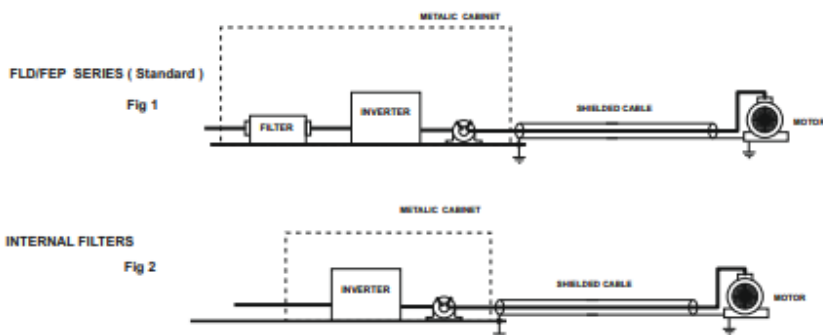 METALIC CABINET
FLD/FEP SERIES ( Standard )
Fig 1
FILTER
INVERTER
SHIELDED CABLE
MOTOR
METALIC CABINET
INTERNAL FILTERS
Fig 2
INVERTER
SHIELDED CABLE
MOTOR